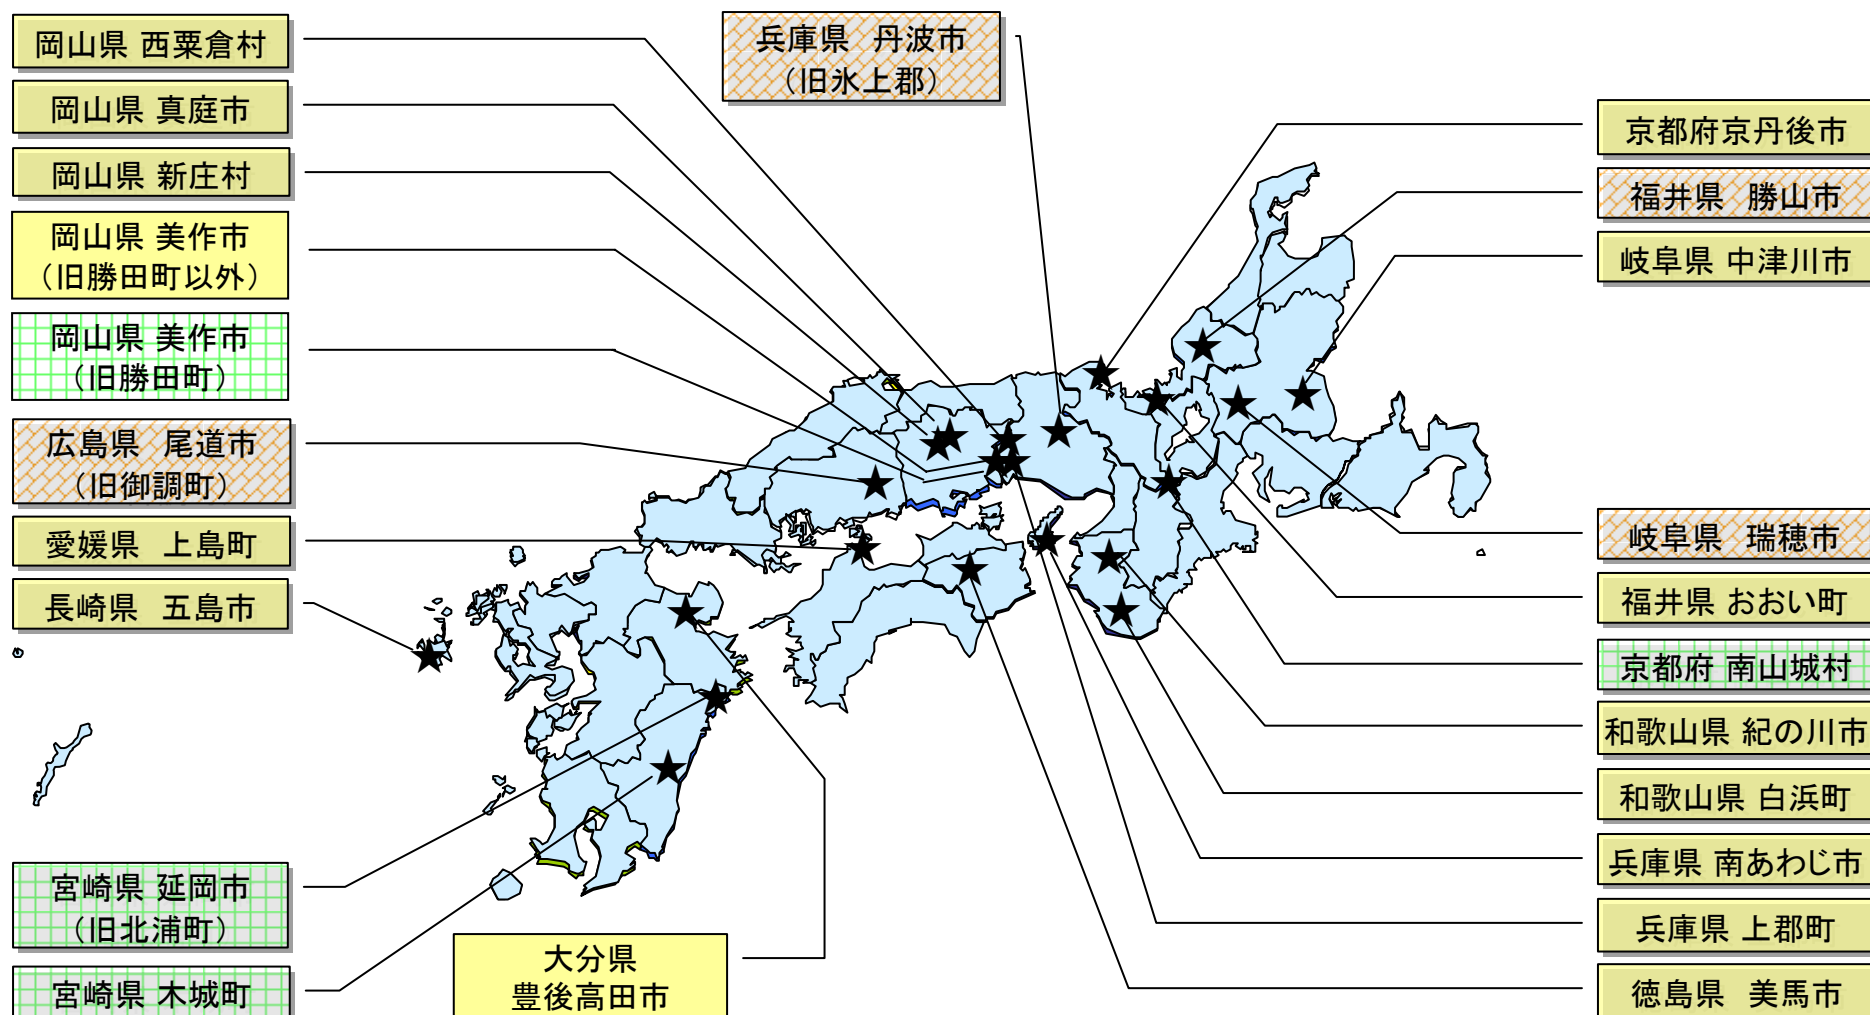 岡山県 西粟倉村
岡山県 真庭市
岡山県 新庄村
岡山県 美作市
（旧勝田町以外）
岡山県 美作市
（旧勝田町）
広島県 尾道市
（旧御調町）
愛媛県 上島町
長崎県 五島市
宮崎県 延岡市
（旧北浦町）
宮崎県 木城町
大分県
豊後高田市
兵庫県 丹波市
（旧氷上郡）
京都府京丹後市
福井県 勝山市
岐阜県 中津川市
岐阜県 瑞穂市
福井県 おおい町
京都府 南山城村
和歌山県 紀の川市
和歌山県 白浜町
兵庫県 南あわじ市
兵庫県 上郡町
徳島県 美馬市